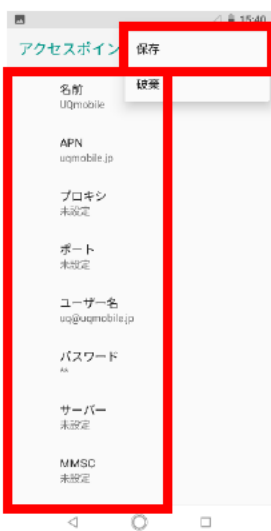 15:40
アクセスポイン
保存
破棄
名前
UQmobile
APN
uqmobile.jp
プロキシ
未設定
ポート
未設定
ユーザー名
uq@uqmobile.jp
パスワード
**
サーバー
未設定
MMSC
未設定